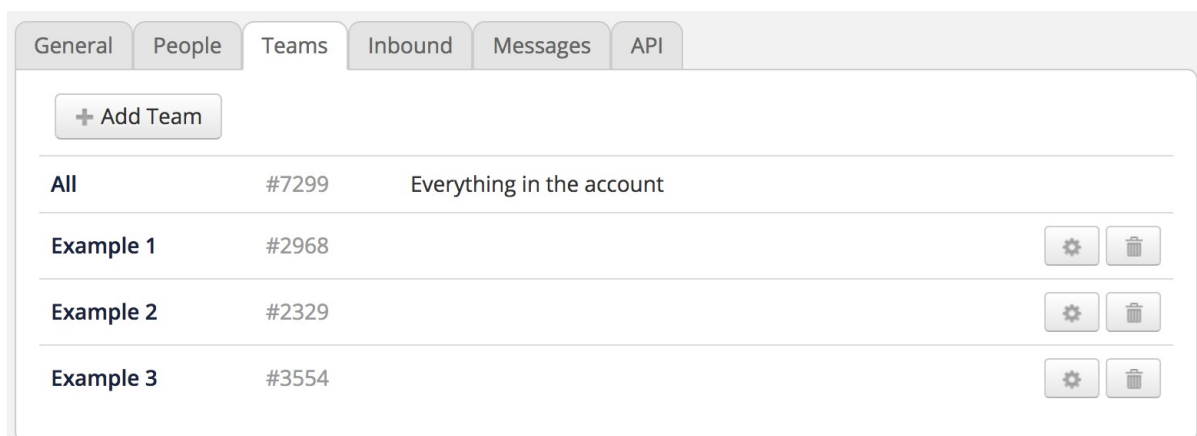 General People Teams Inbound Messages API
Add Team
All #7299 Everything in the account
Example 1 #2968
Example 2 #2329
Example 3 #3554